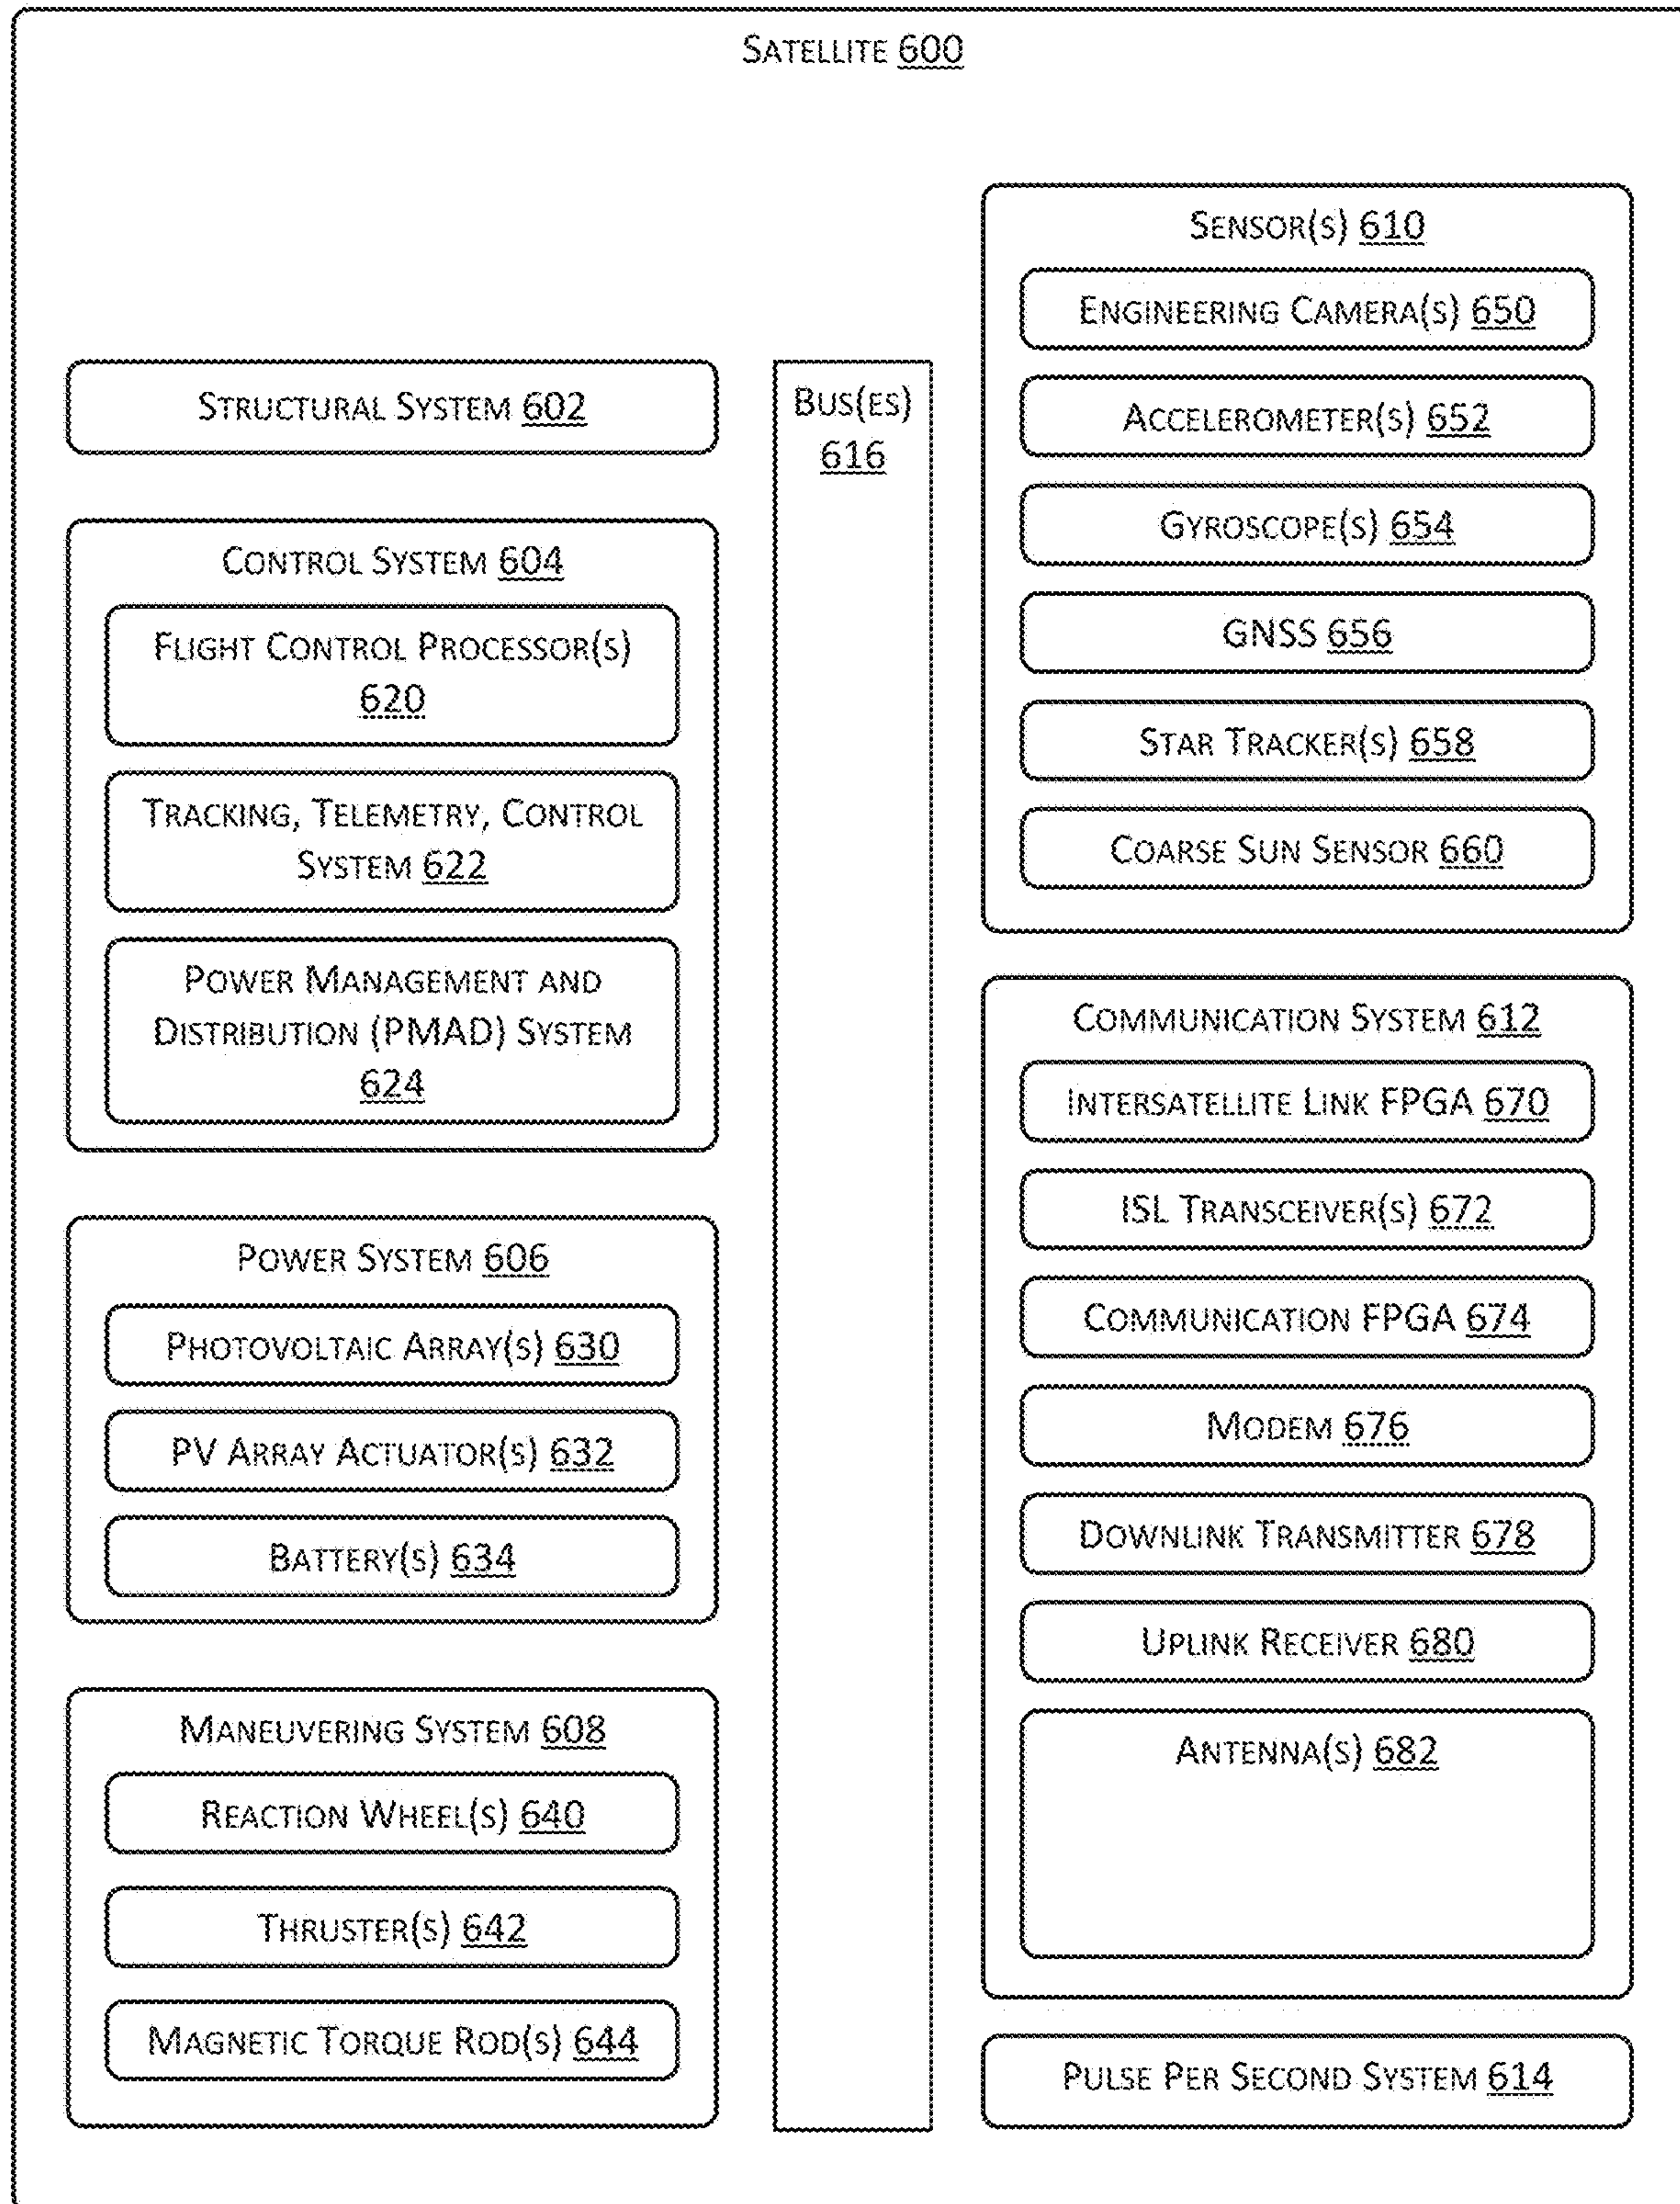 SATELLITE 600
STRUCTURAL SYSTEM 602
CONTROL SYSTEM 604
FLIGHT CONTROL PROCESSOR(S)
620
TRACKING, TELEMETRY, CONTROL
SYSTEM 622
POWER MANAGEMENT AND
DISTRIBUTION (PMAD) SYSTEM
624
POWER SYSTEM 606
PHOTOVOLTAIC ARRAY(S) 630
PV ARRAY ACTUATOR(S) 632
BATTERY(S) 634
MANEUVERING SYSTEM 608
REACTION WHEEL(S) 640
THRUSTER(S) 642
MAGNETIC TORQUE ROD(S) 644
BUS(ES)
616
SENSOR(S) 610
ENGINEERING CAMERA(S) 650
ACCELEROMETER(S) 652
GYROSCOPE(S) 654
GNSS 656
STAR TRACKER(S) 658
COARSE SUN SENSOR 660
COMMUNICATION SYSTEM 612
INTERSATELLITE LINK FPGA 670
ISL TRANSCEIVER(S) 672
COMMUNICATION FPGA 674
MODEM 676
DOWNLINK TRANSMITTER 678
UPLINK RECEIVER 680
ANTENNA(S) 682
PULSE PER SECOND SYSTEM 614